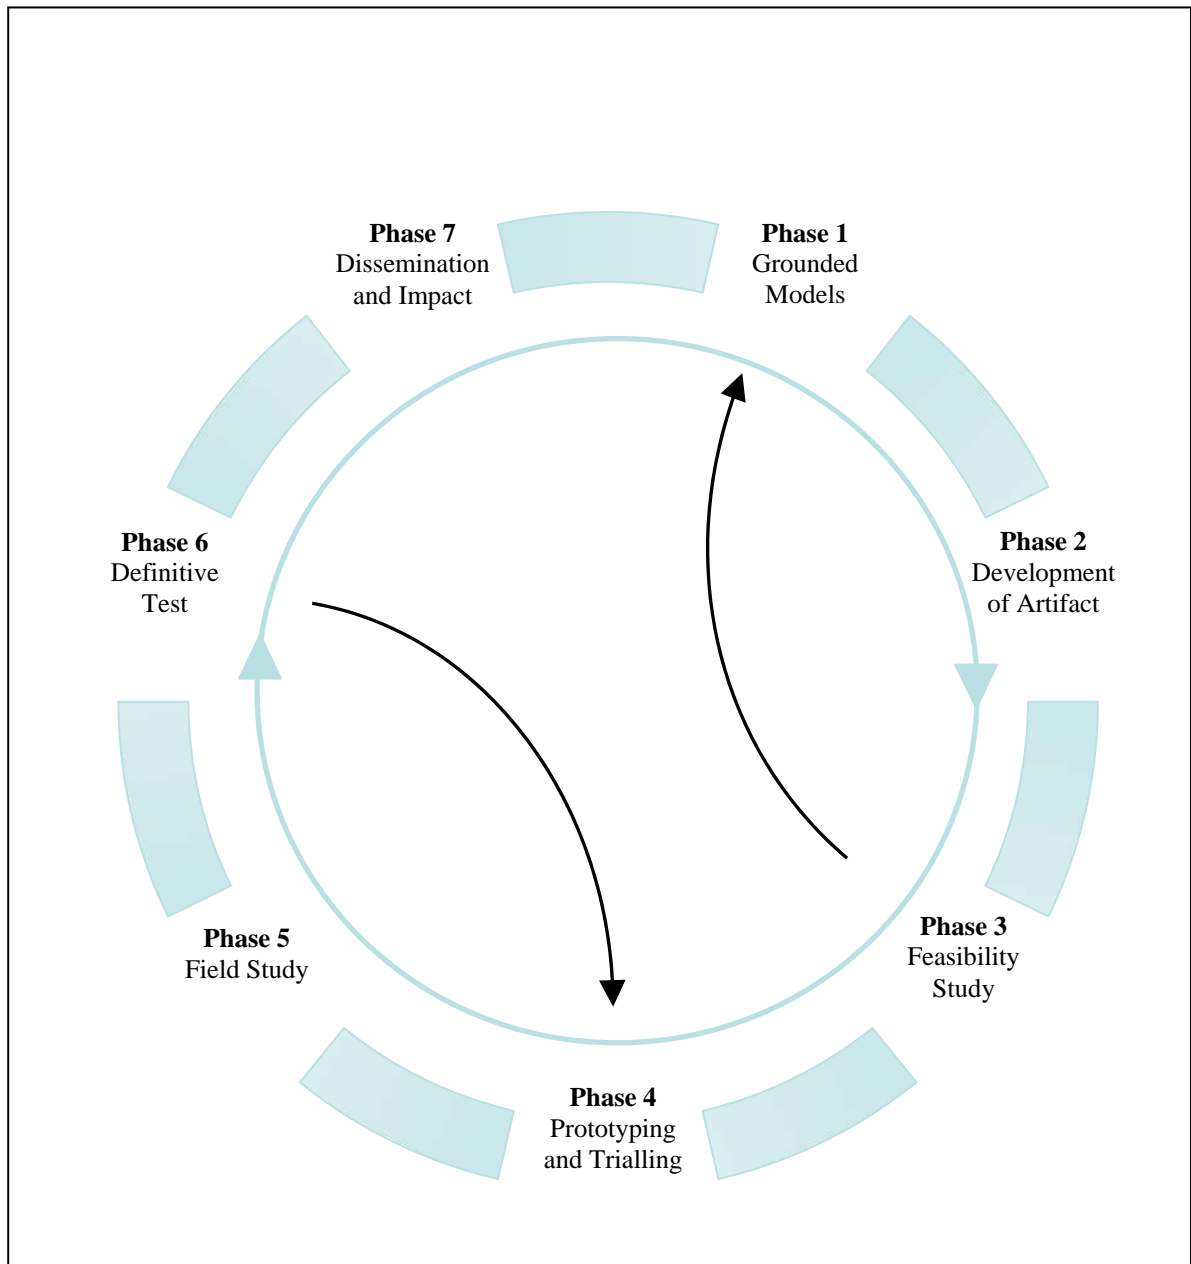 Phase 1
Grounded
Models
Phase 2
Development
of Artifact
Phase 3
Feasibility
Study
Phase 4
Prototyping
and Trialling
Phase 5
Field Study
Phase 6
Definitive
Test
Phase 7
Dissemination
and Impact